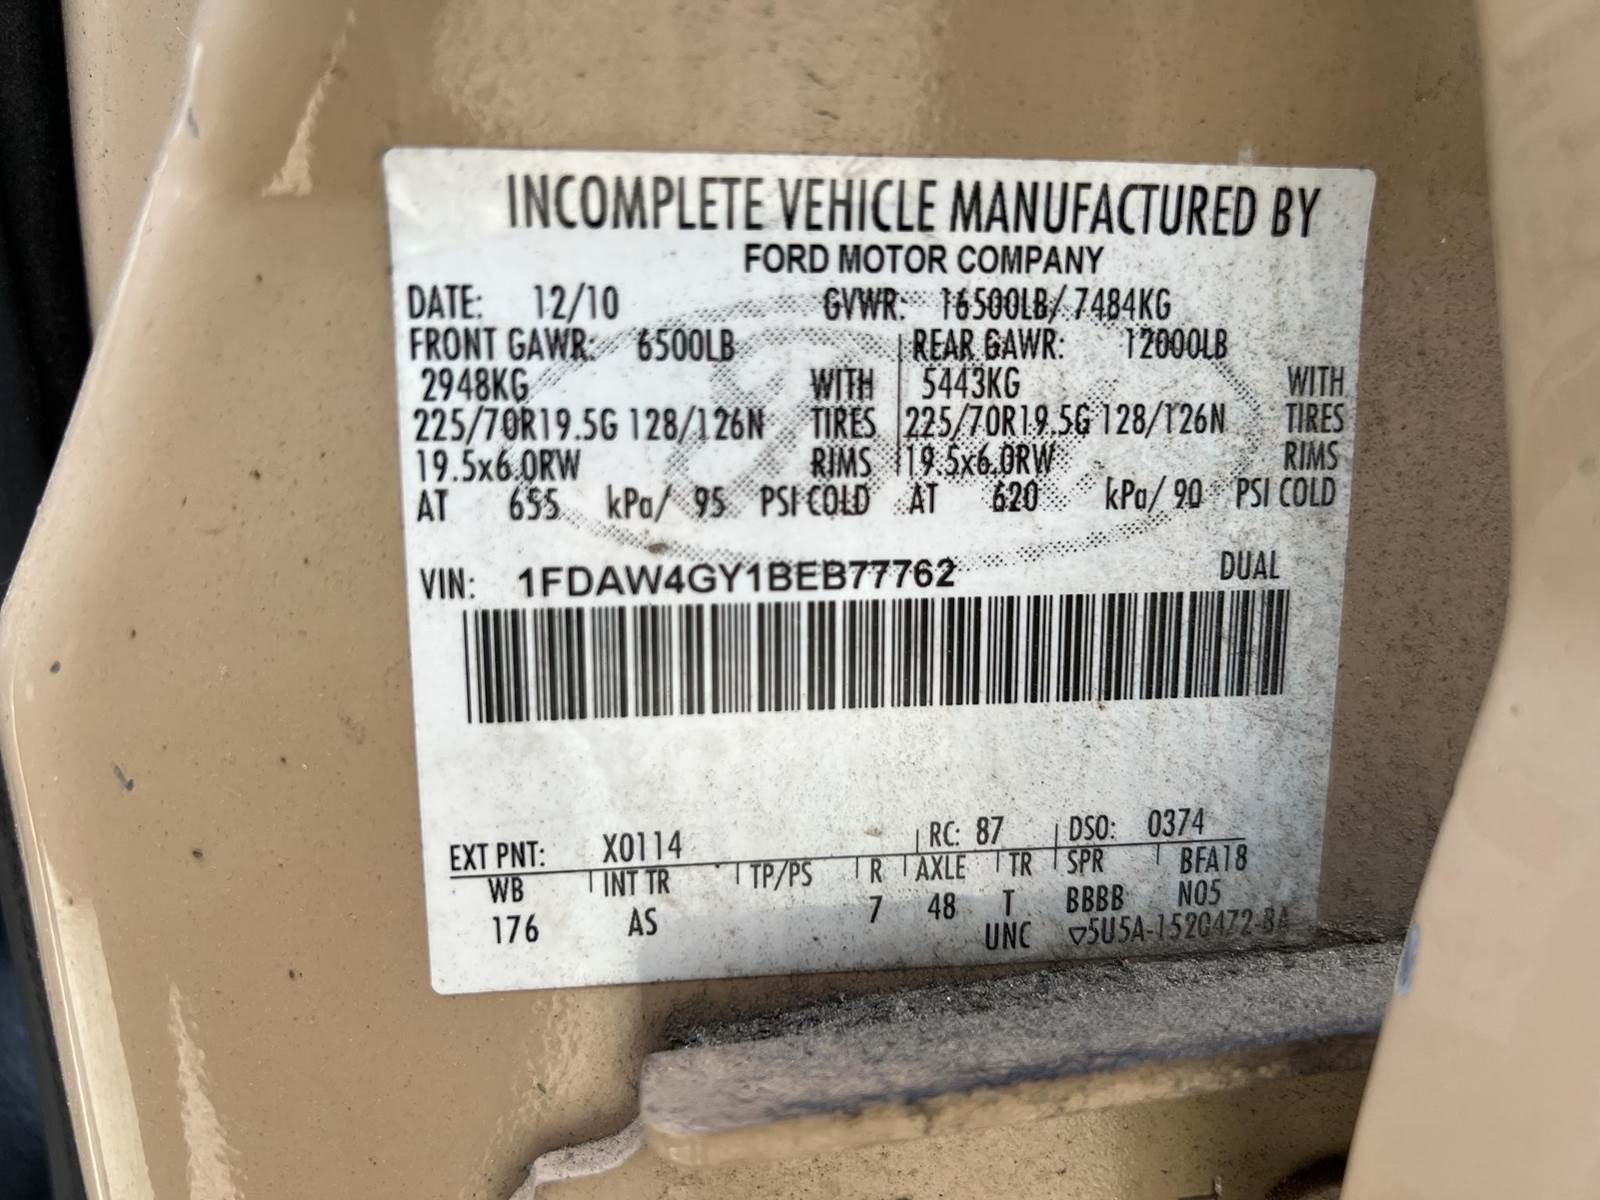 INCOMPLETE VEHICLE MANUFACTURED BY
FORD MOTOR COMPANY
DATE: 12/10 GVWR: 16500LB/ 7484KG
FRONT GAWR: 6500LB REAR GAWR: 12000LB
2948KG WITH 5443KG WITH
225/70R19.5G 128/126N TIRES 225/70R19.5G 128/126N TIRES
19.5x6.0RW RIMS 19.5x6.0RW RIMS
AT 655 kPa/ 95 PSI COLD AT 620 kPa/ 90 PSI COLD
VIN: 1FDAW4GY1BEB77762 DUAL
EXT PNT: X0114 RC: 87 DSO: 0374
WB INT TR TP/PS R AXLE TR SPR BFA18
176 AS 7 48 T BBBB N05
UNC ▽5U5A-1520472-BA